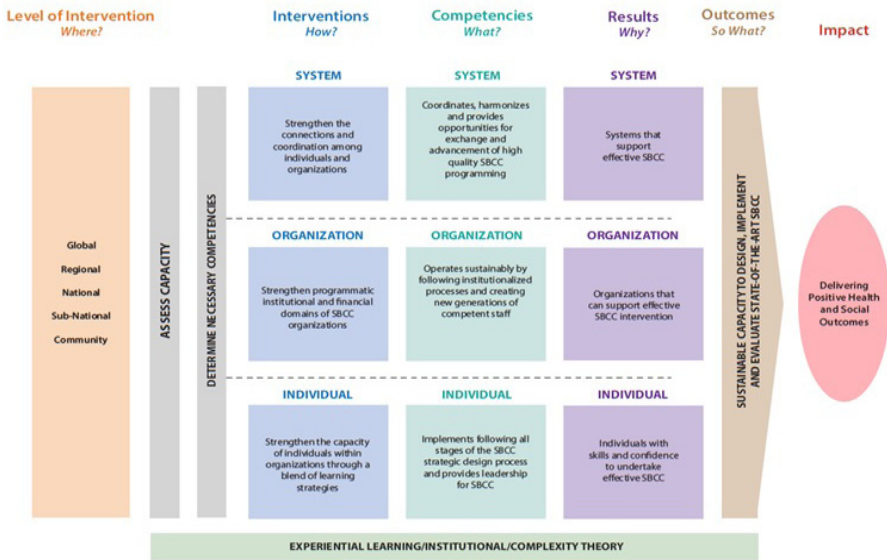 Level of Intervention
Where?
Interventions
How?
Competencies
What?
Results
Why?
Outcomes
So What?
Impact
Global
Regional
National
Sub-National
Community
ASSESS CAPACITY
DETERMINE NECESSARY COMPETENCIES
SYSTEM
Strengthen the
connections and
coordination among
individuals and
organizations
SYSTEM
Coordinates, harmonizes
and provides
opportunities for
exchange and
advancement of high
quality SBCC
programming
SYSTEM
Systems that
support
effective SBCC
ORGANIZATION
Strengthen programmatic
institutional and financial
domains of SBCC
organizations
ORGANIZATION
Operates sustainably by
following institutionalized
processes and creating
new generations of
competent staff
ORGANIZATION
Organizations that
can support effective
SBCC intervention
INDIVIDUAL
Strengthen the capacity
of individuals within
organizations through a
blend of learning
strategies
INDIVIDUAL
Implements following all
stages of the SBCC
strategic design process
and provides leadership
for SBCC
INDIVIDUAL
Individuals with
skills and confidence
to undertake
effective SBCC
SUSTAINABLE CAPACITY TO DESIGN, IMPLEMENT
AND EVALUATE STATE-OF-THE-ART SBCC
Delivering
Positive Health
and Social
Outcomes
EXPERIENTIAL LEARNING/INSTITUTIONAL/COMPLEXITY THEORY